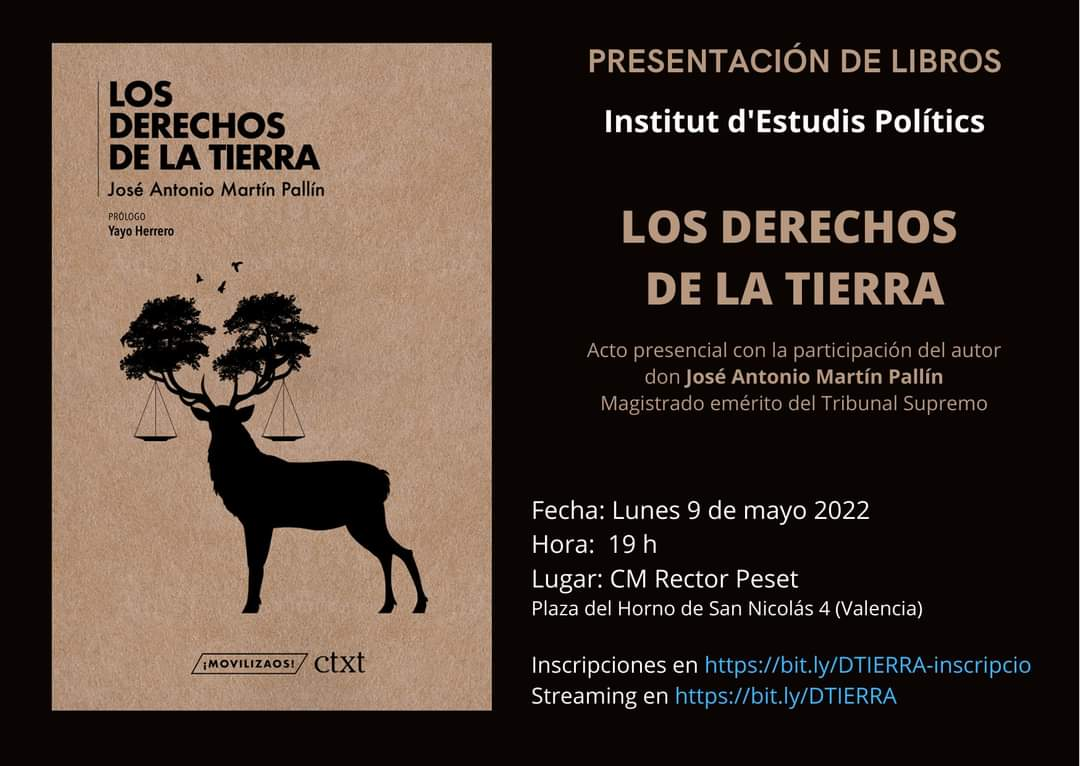 LOS
DERECHOS
DE LA TIERRA
José Antonio Martín Pallín
PRÓLOGO
Yayo Herrero
¡MOVILIZAOS! ctxt
PRESENTACIÓN DE LIBROS
Institut d'Estudis Polítics
LOS DERECHOS
DE LA TIERRA
Acto presencial con la participación del autor
don José Antonio Martín Pallín
Magistrado emérito del Tribunal Supremo
Fecha: Lunes 9 de mayo 2022
Hora: 19 h
Lugar: CM Rector Peset
Plaza del Horno de San Nicolás 4 (Valencia)
Inscripciones en https://bit.ly/DTIERRA-inscripcio
Streaming en https://bit.ly/DTIERRA